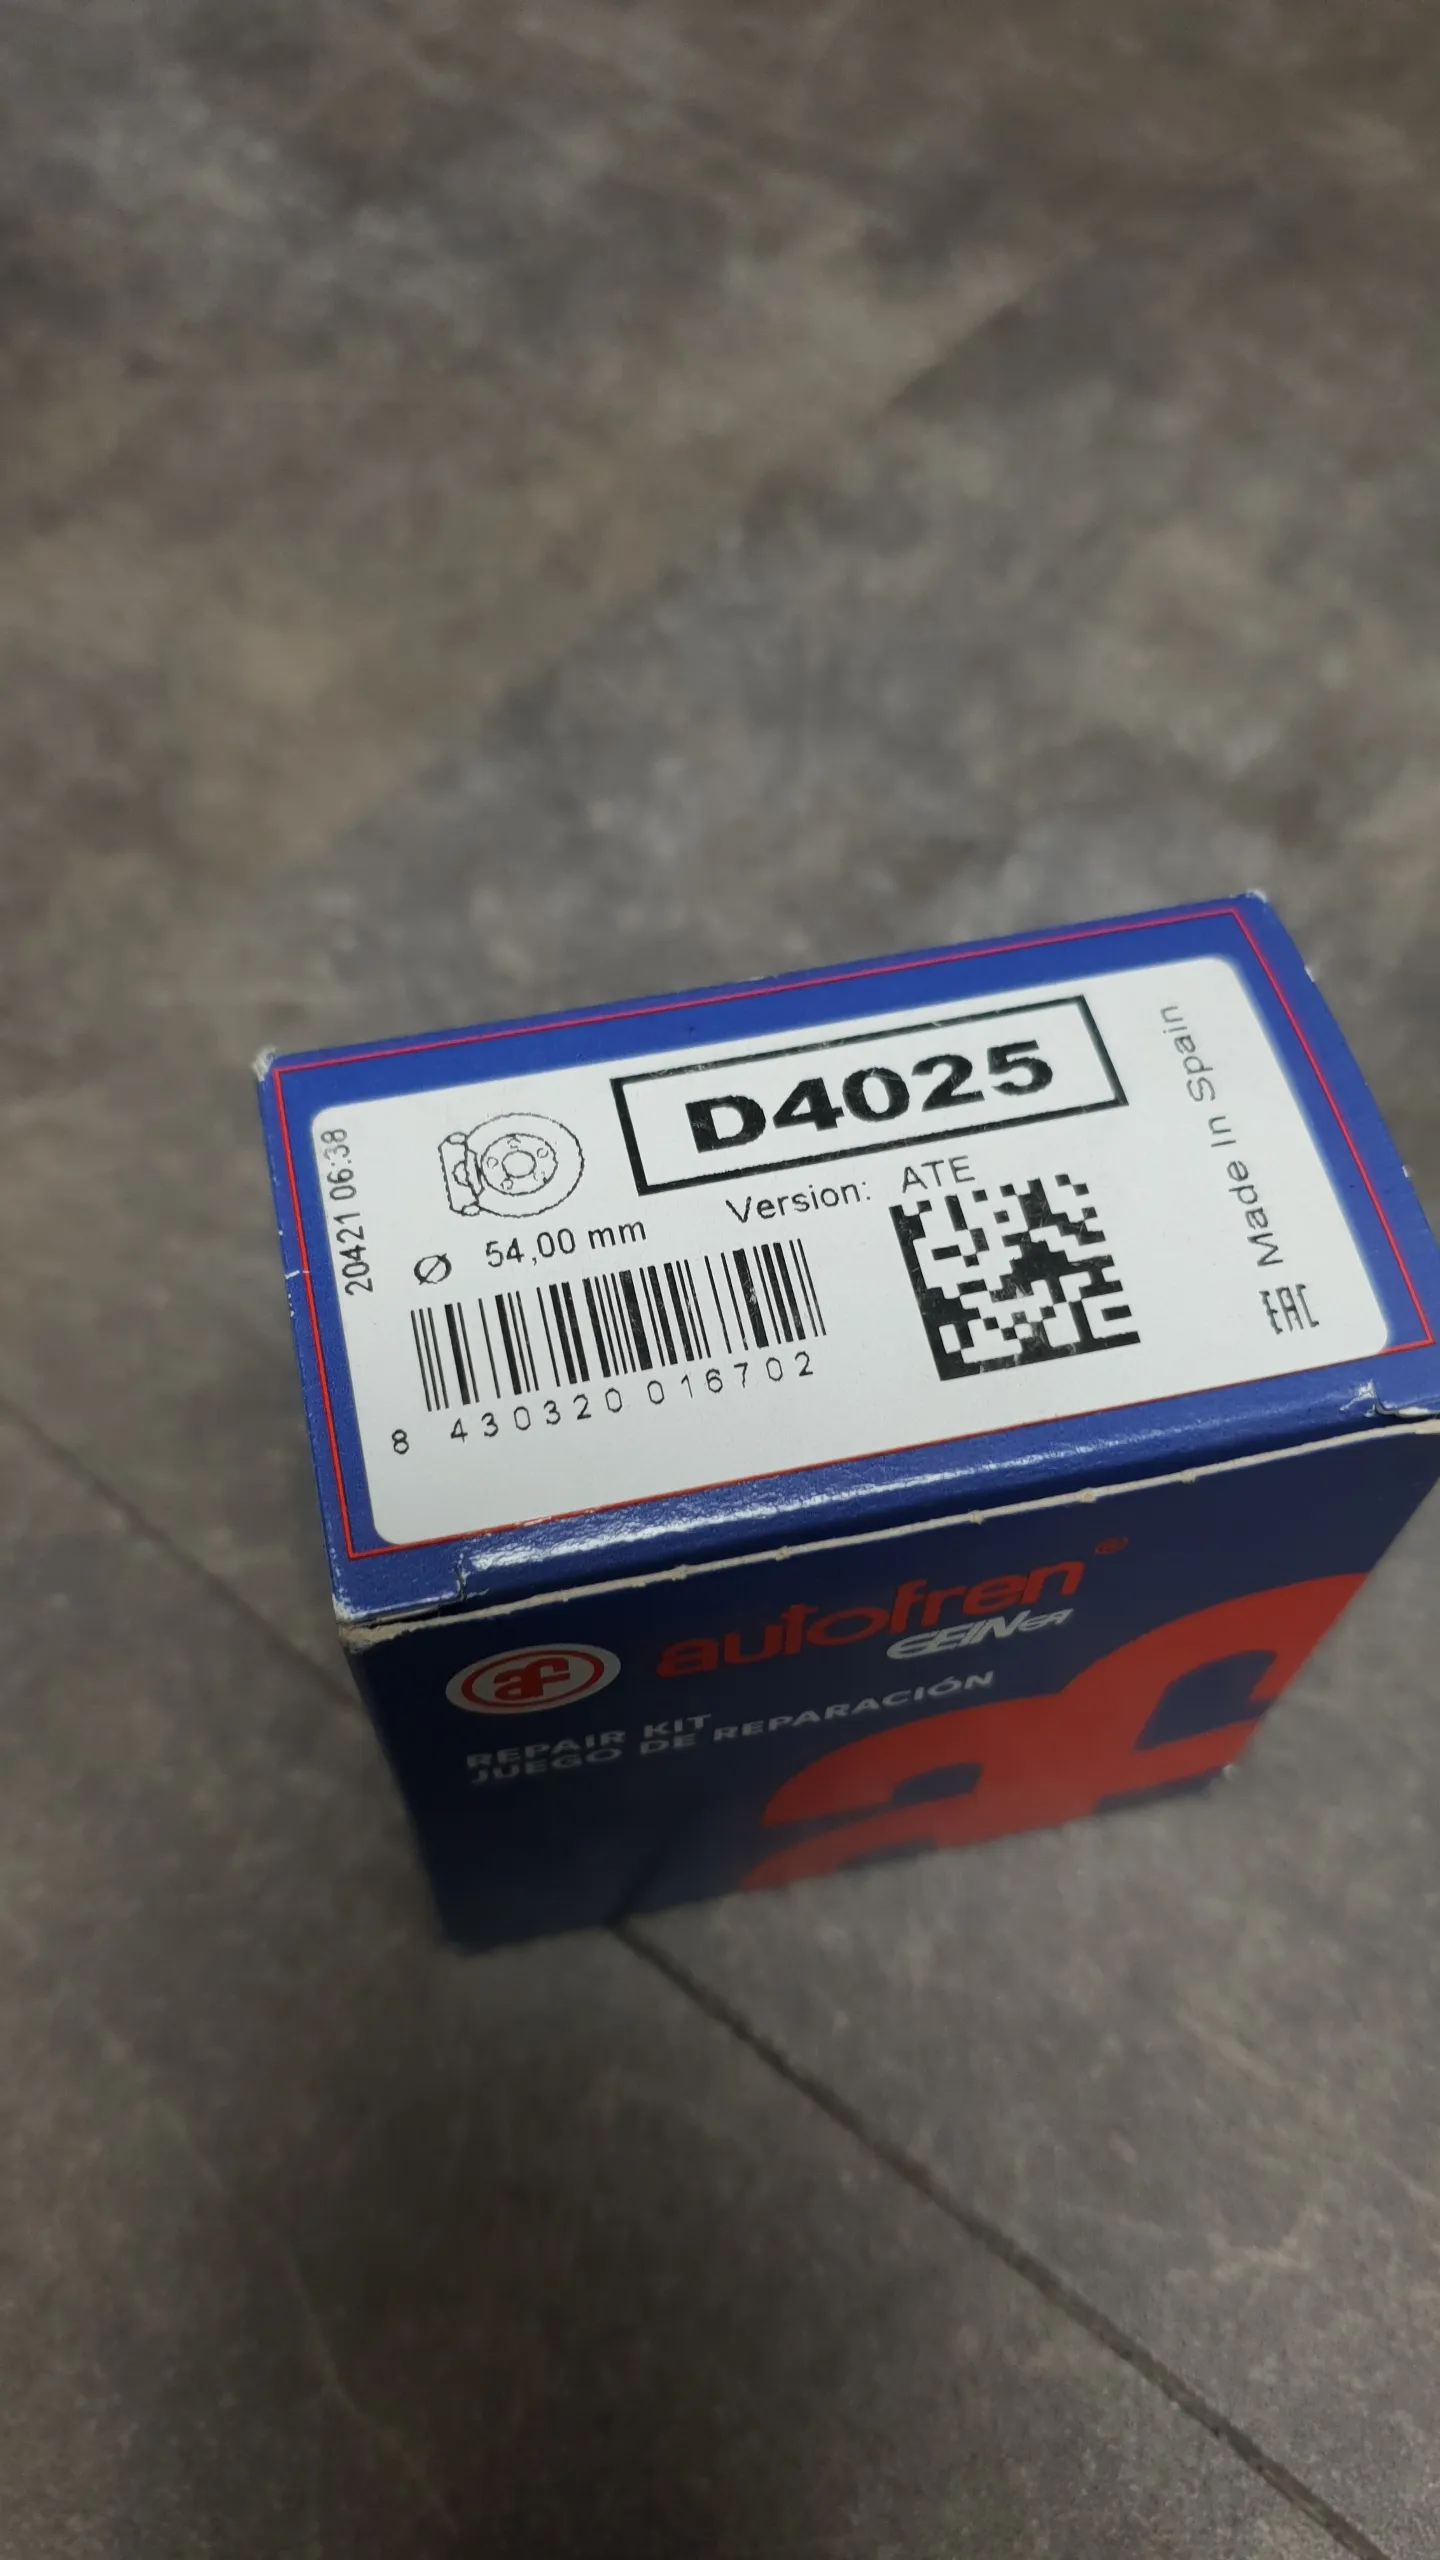 D4025
Version: ATE
Ø 54,00 mm
8 430320 016702
20421 06:38
Made In Spain
EAC
af
autofren®
SEINSA
REPAIR KIT
JUEGO DE REPARACIÓN